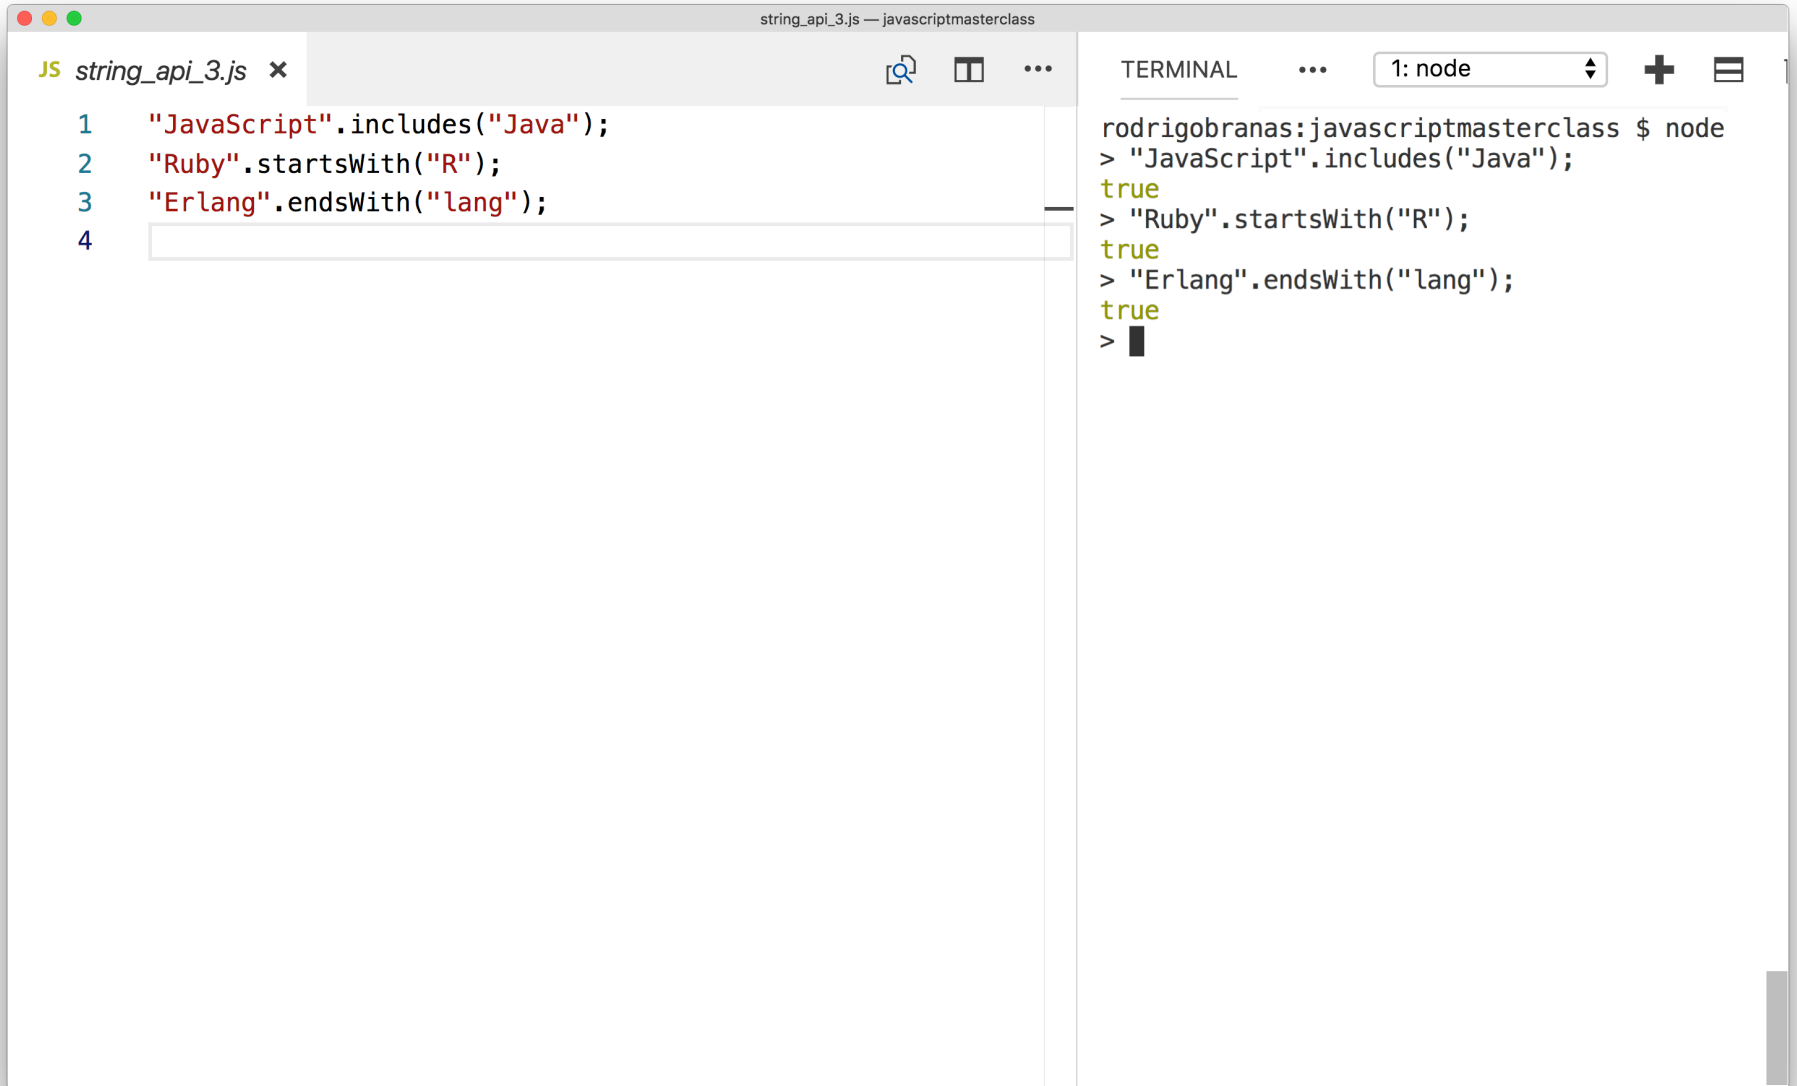 string_api_3.js — javascriptmasterclass
JS string_api_3.js
1 "JavaScript".includes("Java");
2 "Ruby".startsWith("R");
3 "Erlang".endsWith("lang");
4
TERMINAL
1: node
rodrigobranas:javascriptmasterclass $ node
> "JavaScript".includes("Java");
true
> "Ruby".startsWith("R");
true
> "Erlang".endsWith("lang");
true
>